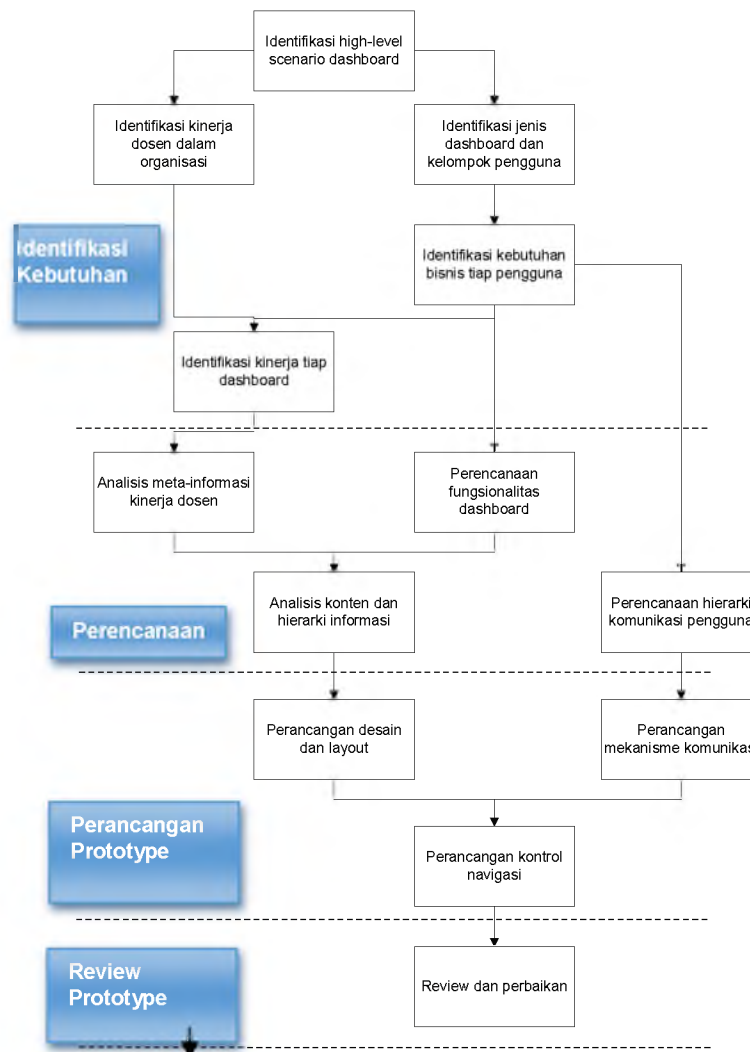 Identifikasi high-level
scenario dashboard
Identifikasi kinerja
dosen dalam
organisasi
Identifikasi jenis
dashboard dan
kelompok pengguna
Identifikasi
Kebutuhan
Identifikasi kebutuhan
bisnis tiap pengguna
Identifikasi kinerja tiap
dashboard
Analisis meta-informasi
kinerja dosen
Perencanaan
fungsionalitas
dashboard
Perencanaan
Analisis konten dan
hierarki informasi
Perencanaan hierarki
komunikasi pengguna
Perancangan desain
dan layout
Perancangan
mekanisme komunikasi
Perancangan
Prototype
Perancangan kontrol
navigasi
Review
Prototype
Review dan perbaikan